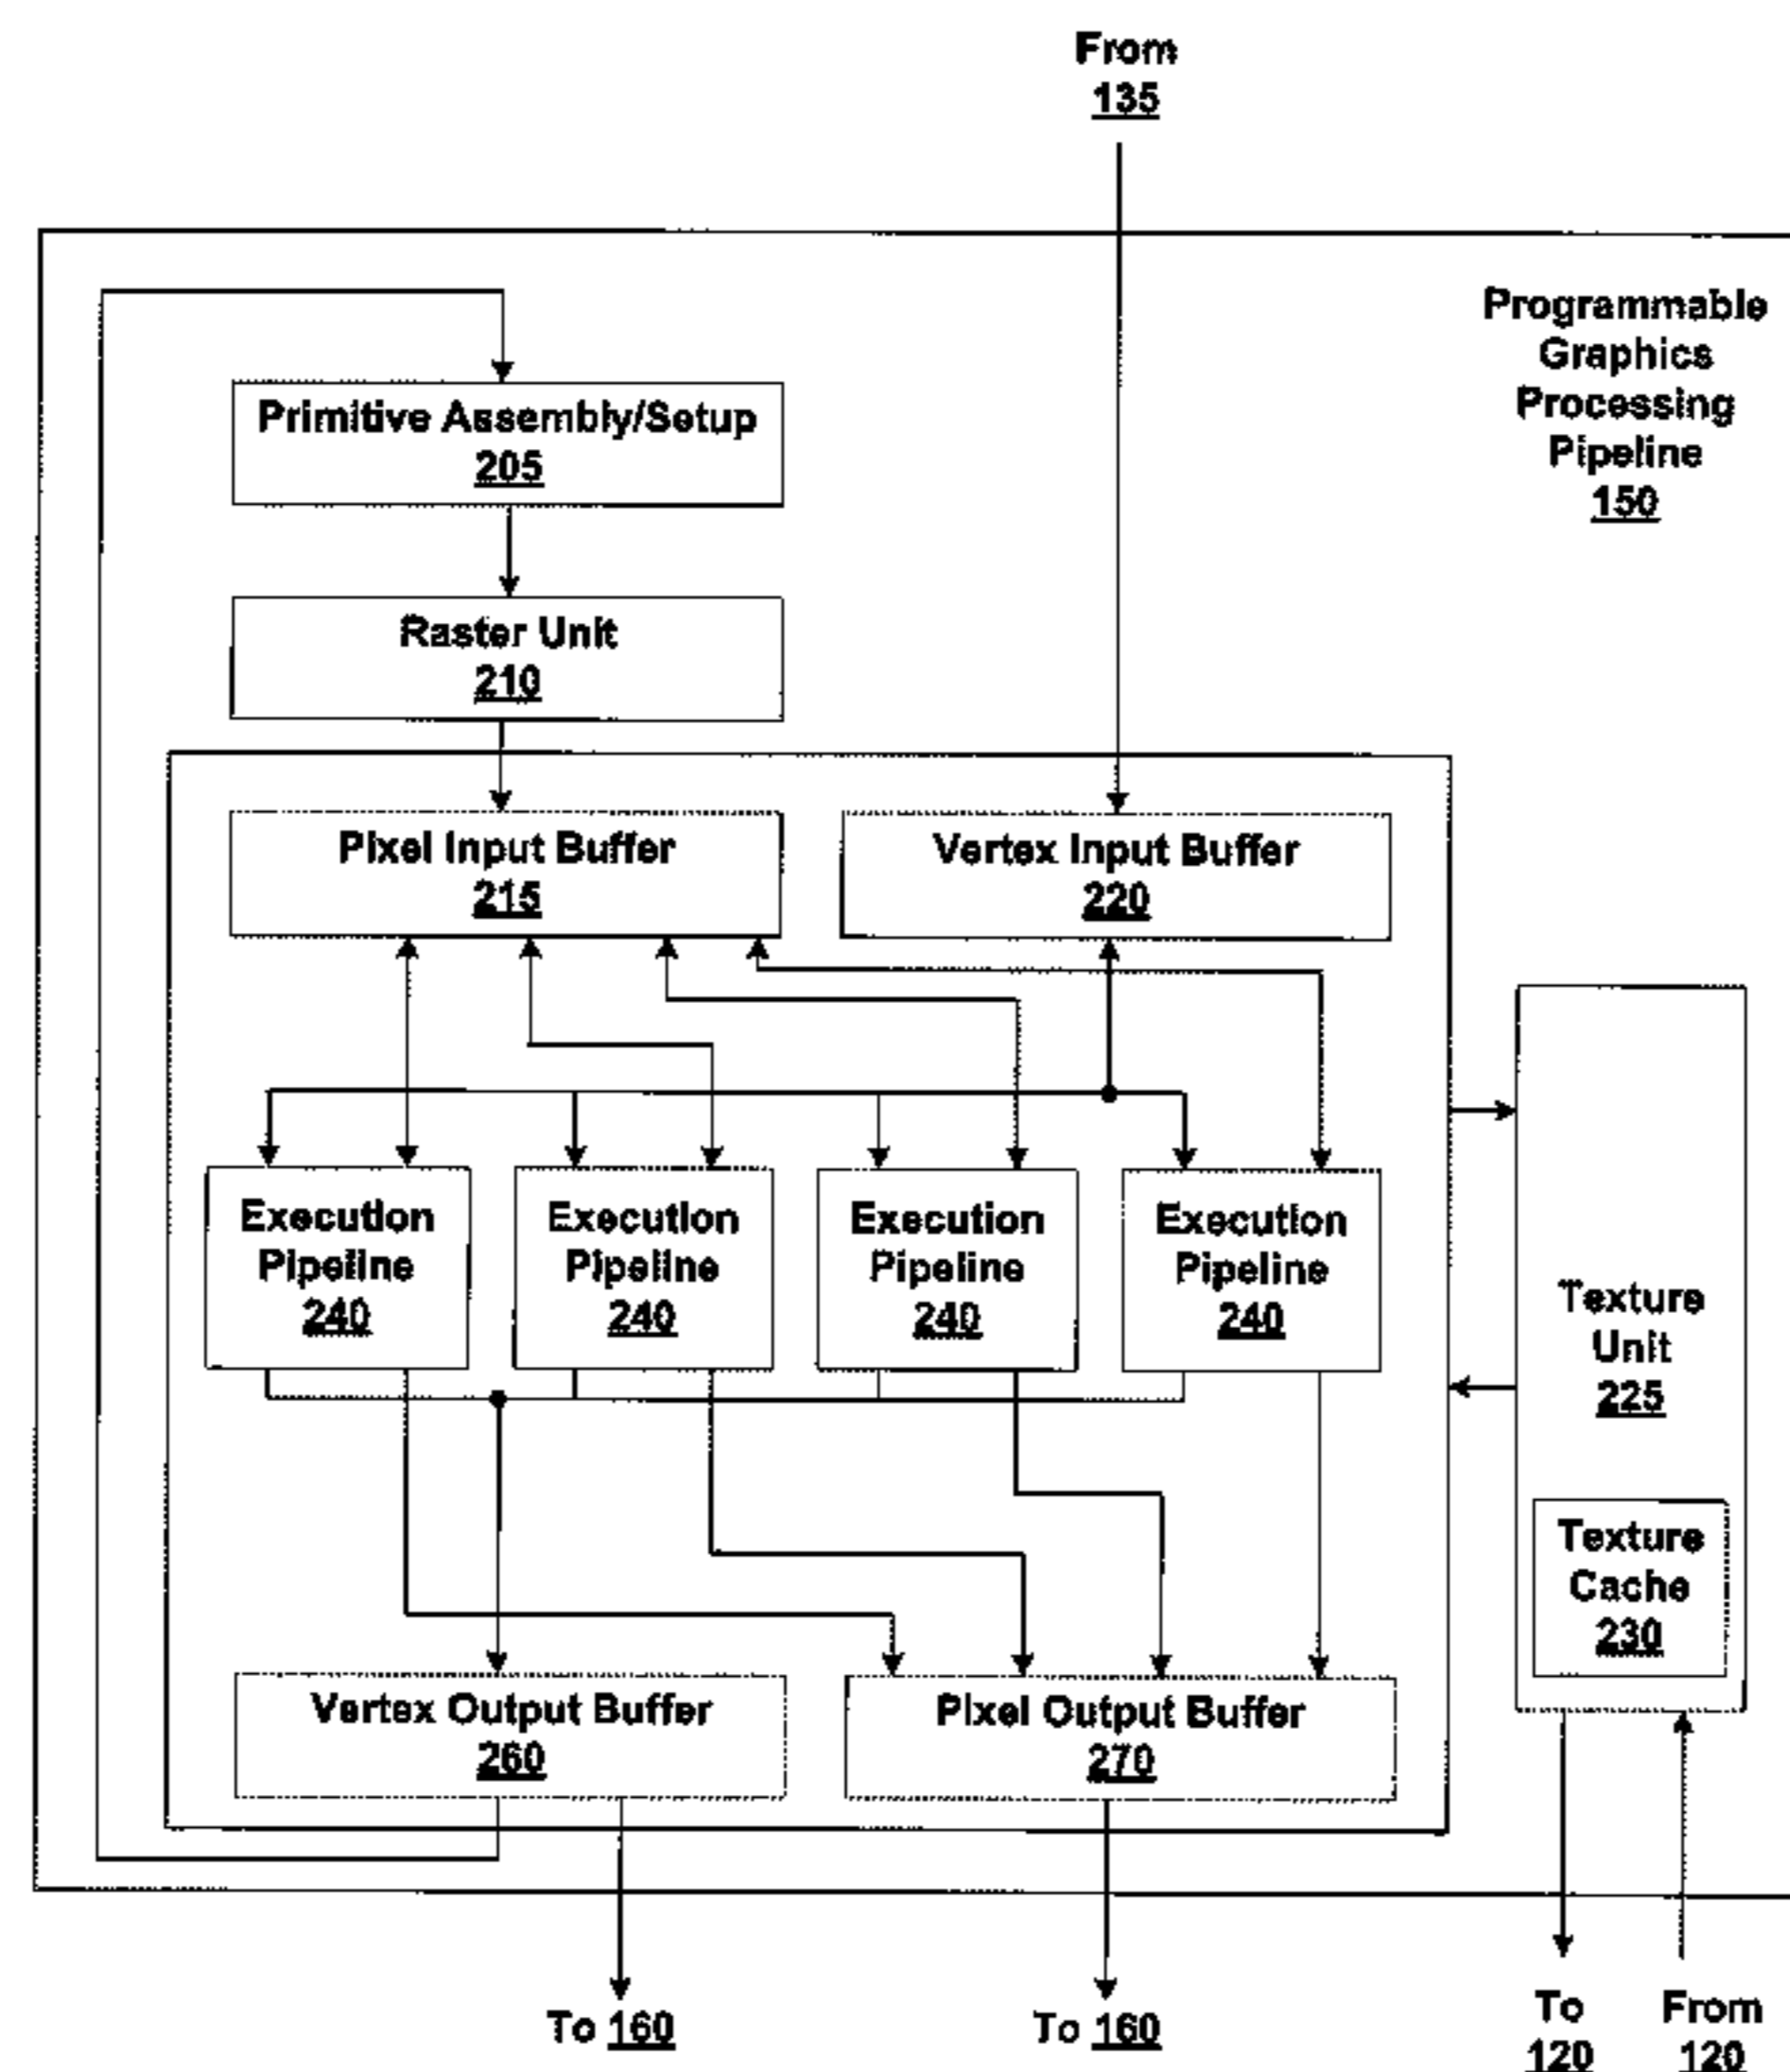 From
135
Programmable
Graphics
Processing
Pipeline
150
Primitive Assembly/Setup
205
Raster Unit
210
Pixel Input Buffer
215
Vertex Input Buffer
220
Execution
Pipeline
240
Execution
Pipeline
240
Execution
Pipeline
240
Execution
Pipeline
240
Texture
Unit
225
Texture
Cache
230
Vertex Output Buffer
260
Pixel Output Buffer
270
To 160
To 160
To
120
From
120